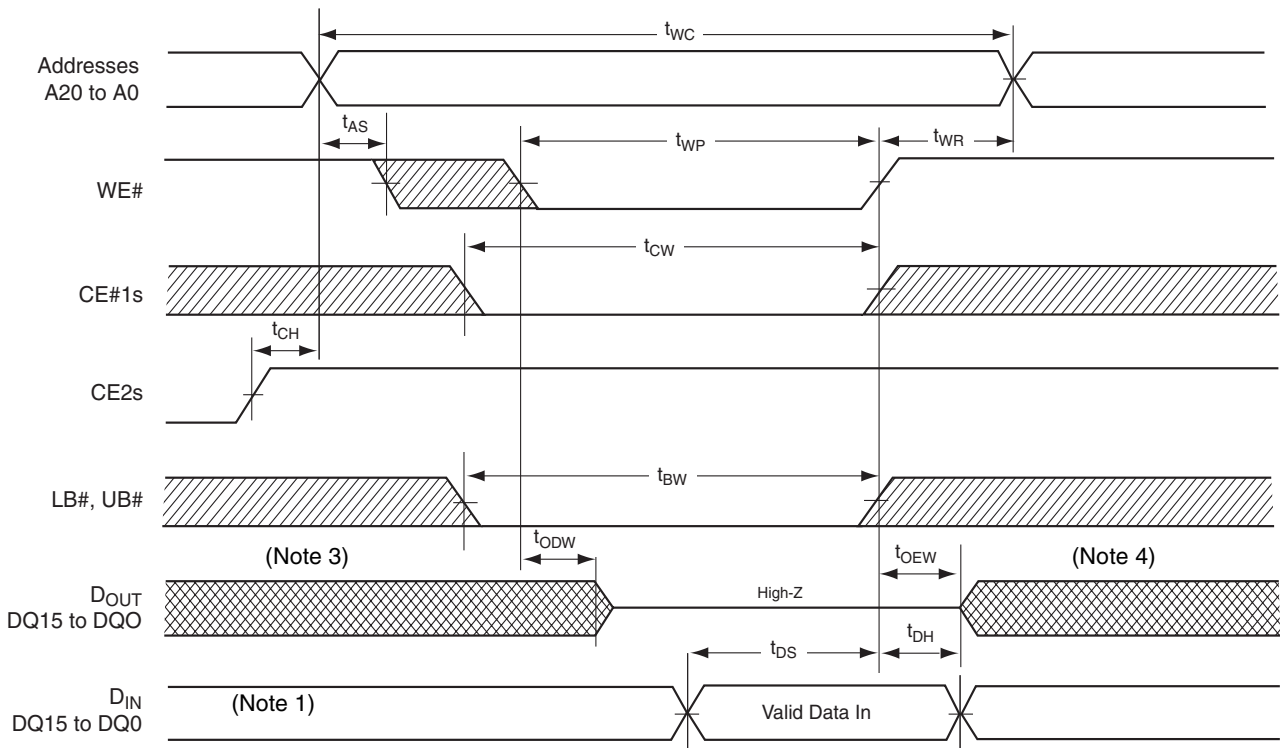 tWC
Addresses
A20 to A0
tAS
tWP
tWR
WE#
tCW
CE#1s
tCH
CE2s
tBW
LB#, UB#
tODW
(Note 3)
tOEW
(Note 4)
DOUT
DQ15 to DQO
High-Z
tDS
tDH
DIN
DQ15 to DQ0
(Note 1)
Valid Data In